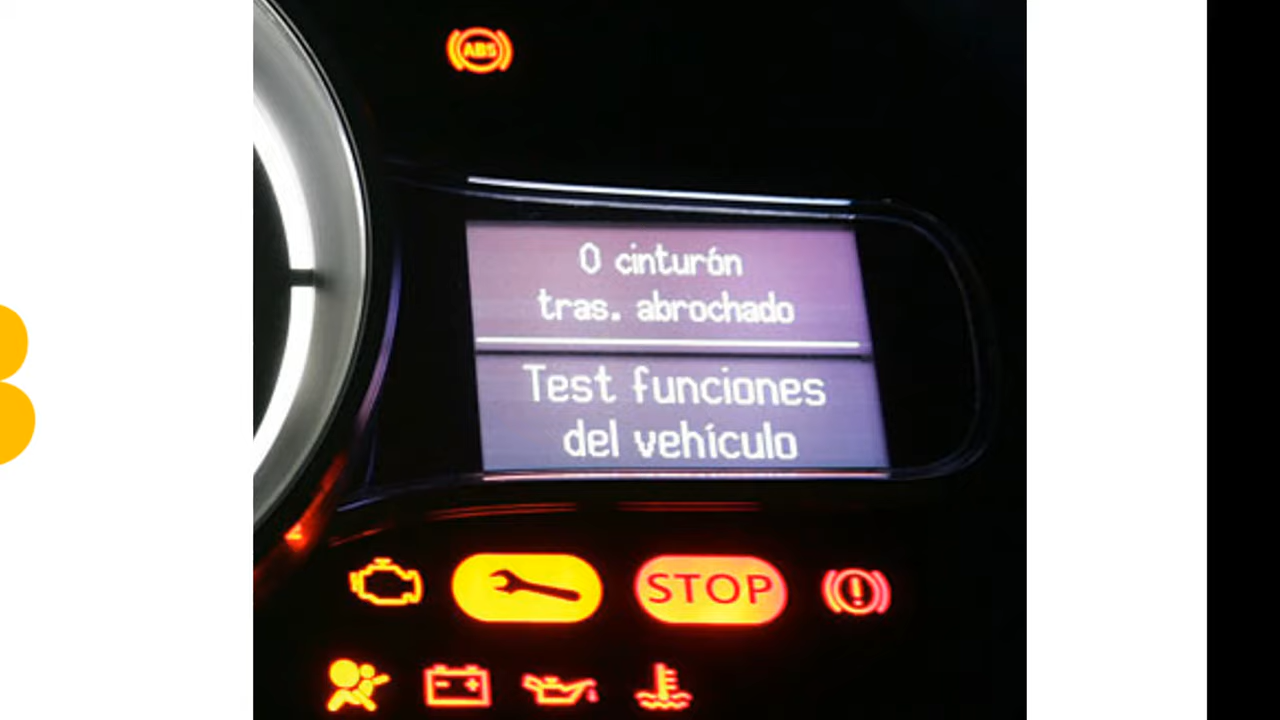 ABS
0 cinturón
tras. abrochado
Test funciones
del vehículo
STOP